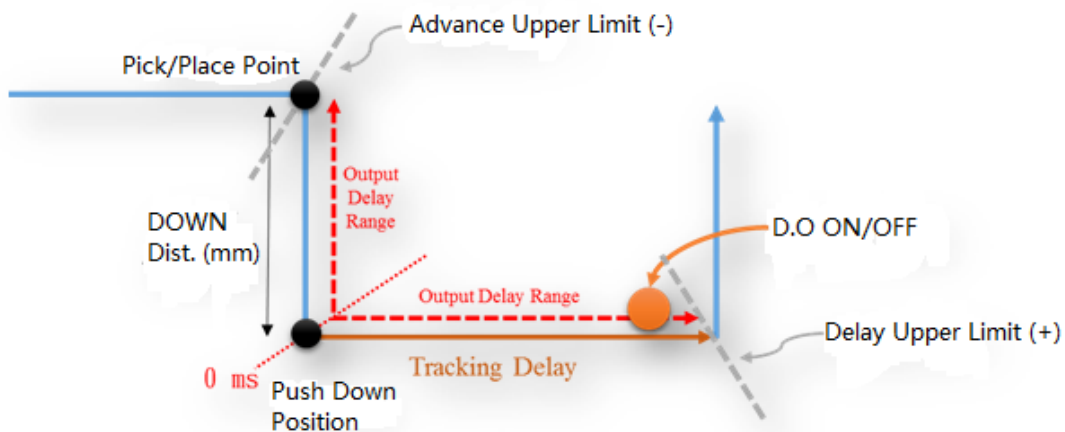 Advance Upper Limit (-)
Pick/Place Point
Output
Delay
Range
DOWN
Dist. (mm)
D.O ON/OFF
Output Delay Range
Delay Upper Limit (+)
Tracking Delay
0 ms
Push Down
Position